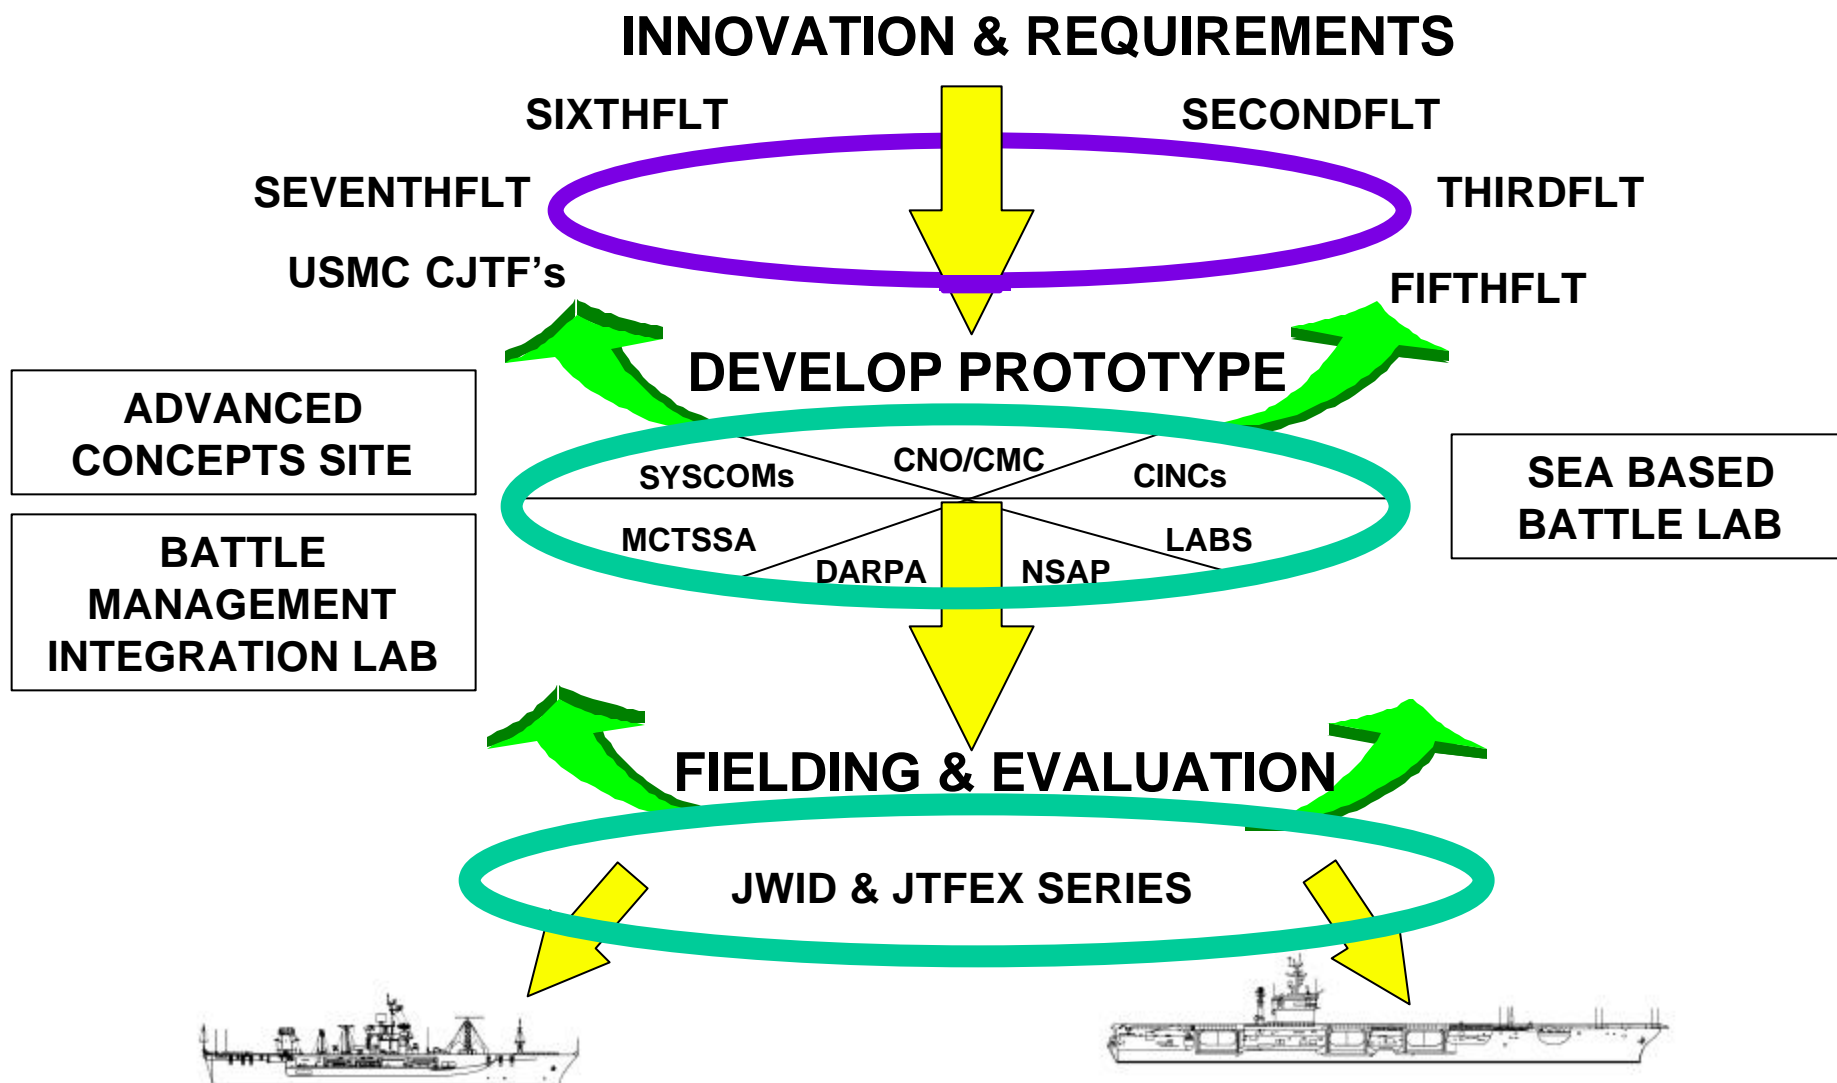 INNOVATION & REQUIREMENTS
SIXTHFLT
SECONDFLT
SEVENTHFLT
THIRDFLT
USMC CJTF’s
FIFTHFLT
DEVELOP PROTOTYPE
ADVANCED
CONCEPTS SITE
BATTLE
MANAGEMENT
INTEGRATION LAB
CNO/CMC
SYSCOMs
CINCs
MCTSSA
LABS
DARPA
NSAP
SEA BASED
BATTLE LAB
FIELDING & EVALUATION
JWID & JTFEX SERIES